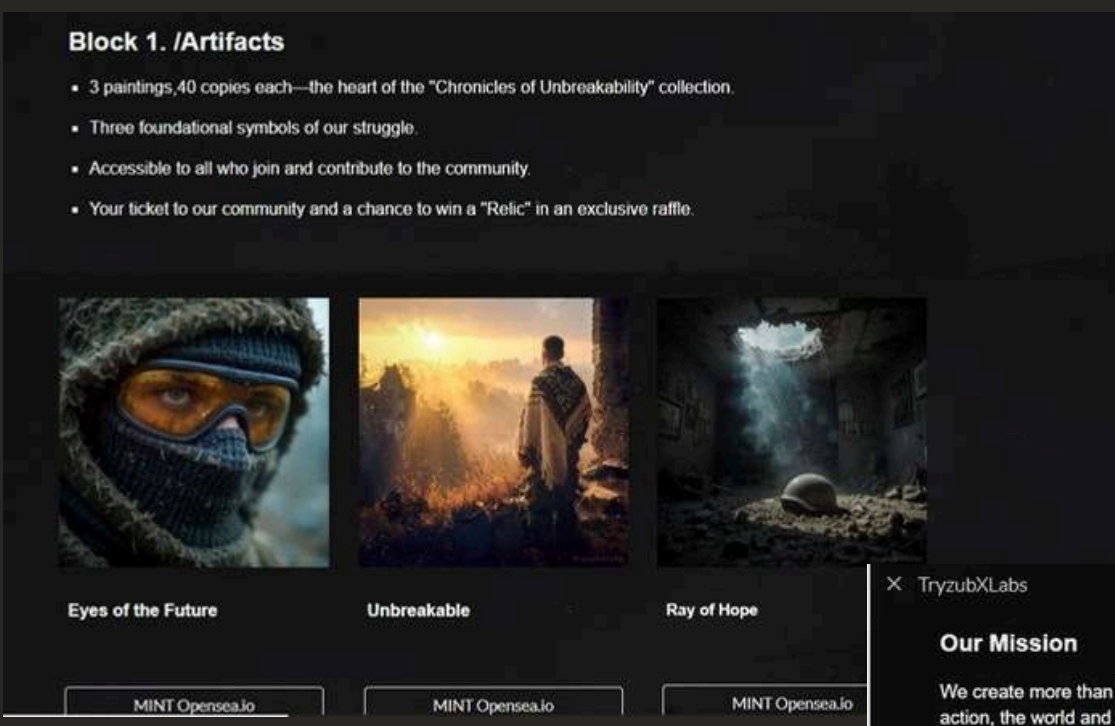 Block 1. /Artifacts
3 paintings,40 copies each—the heart of the "Chronicles of Unbreakability" collection.
Three foundational symbols of our struggle.
Accessible to all who join and contribute to the community.
Your ticket to our community and a chance to win a "Relic" in an exclusive raffle.
Eyes of the Future
Unbreakable
Ray of Hope
MINT Opensea.io
MINT Opensea.io
MINT Opensea.io
TryzubXLabs
Our Mission
We create more than
action, the world and